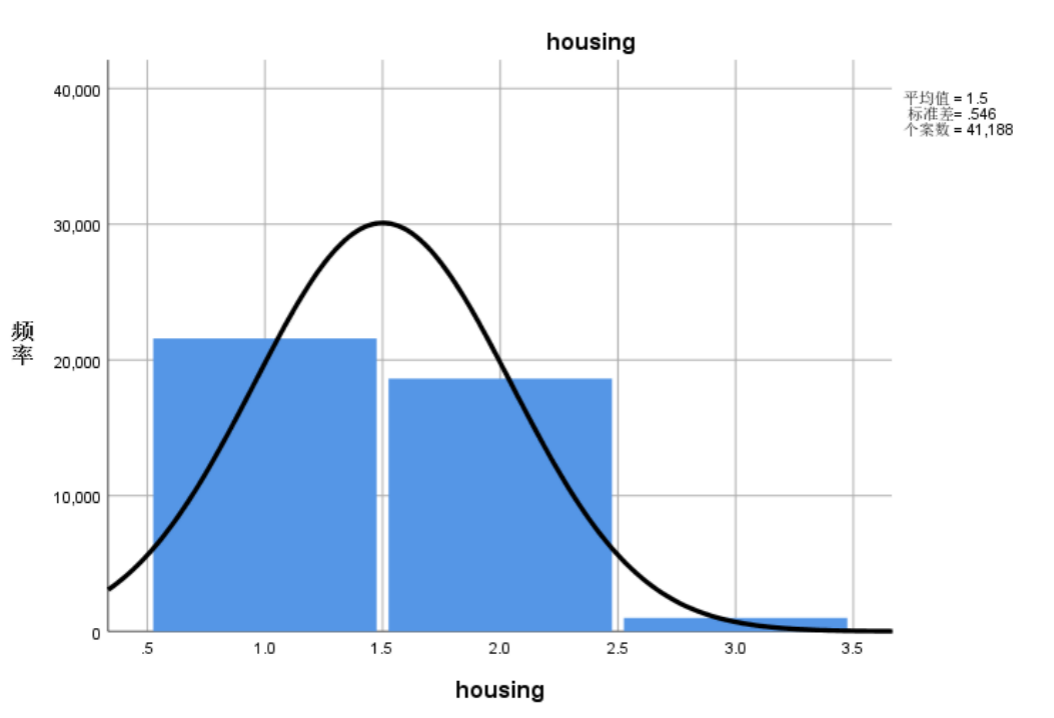 housing
40,000
30,000
20,000
10,000
0
频
率
.5 1.0 1.5 2.0 2.5 3.0 3.5
housing
平均值 = 1.5
标准差= .546
个案数 = 41,188